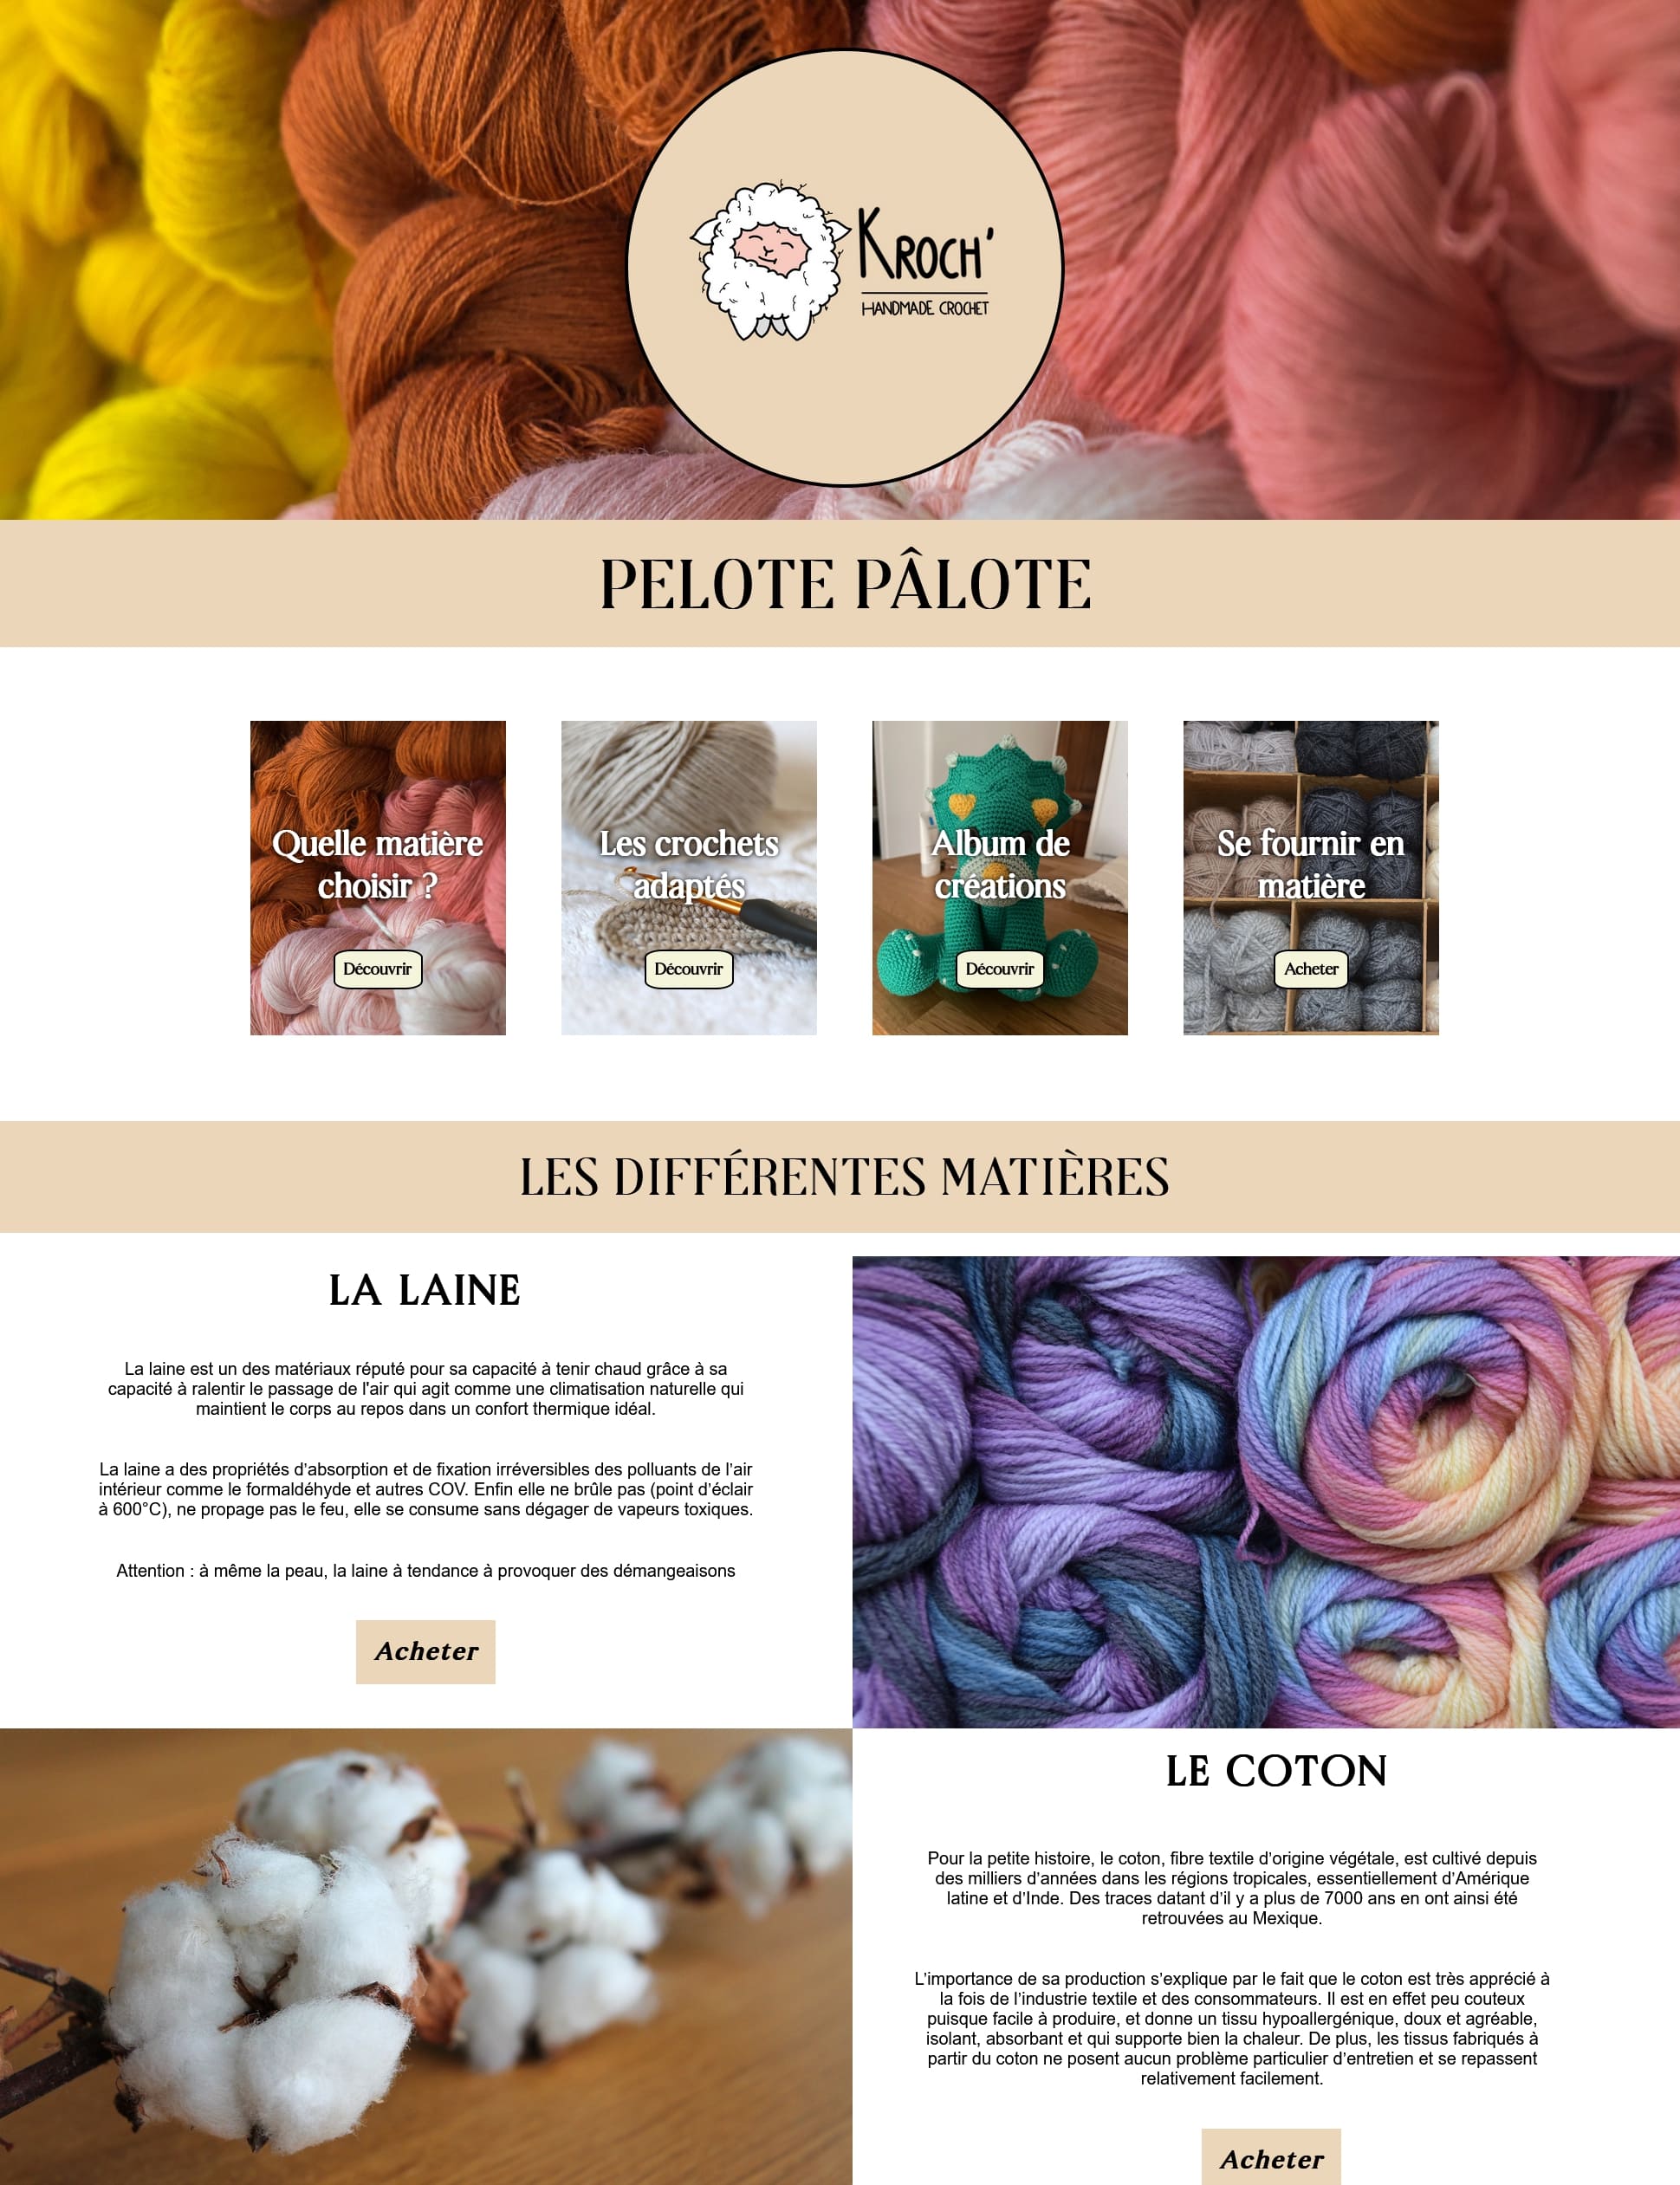 KROCH'
HANDMADE CROCHET
PELOTE PÂLOTE
Quelle matière
choisir ?
Découvrir
Les crochets
adaptés
Découvrir
Album de
créations
Découvrir
Se fournir en
matière
Acheter
LES DIFFÉRENTES MATIÈRES
LA LAINE
La laine est un des matériaux réputé pour sa capacité à tenir chaud grâce à sa
capacité à ralentir le passage de l'air qui agit comme une climatisation naturelle qui
maintient le corps au repos dans un confort thermique idéal.
La laine a des propriétés d’absorption et de fixation irréversibles des polluants de l’air
intérieur comme le formaldéhyde et autres COV. Enfin elle ne brûle pas (point d’éclair
à 600°C), ne propage pas le feu, elle se consume sans dégager de vapeurs toxiques.
Attention : à même la peau, la laine à tendance à provoquer des démangeaisons
Acheter
LE COTON
Pour la petite histoire, le coton, fibre textile d’origine végétale, est cultivé depuis
des milliers d’années dans les régions tropicales, essentiellement d’Amérique
latine et d’Inde. Des traces datant d’il y a plus de 7000 ans en ont ainsi été
retrouvées au Mexique.
L’importance de sa production s’explique par le fait que le coton est très apprécié à
la fois de l’industrie textile et des consommateurs. Il est en effet peu couteux
puisque facile à produire, et donne un tissu hypoallergénique, doux et agréable,
isolant, absorbant et qui supporte bien la chaleur. De plus, les tissus fabriqués à
partir du coton ne posent aucun problème particulier d’entretien et se repassent
relativement facilement.
Acheter